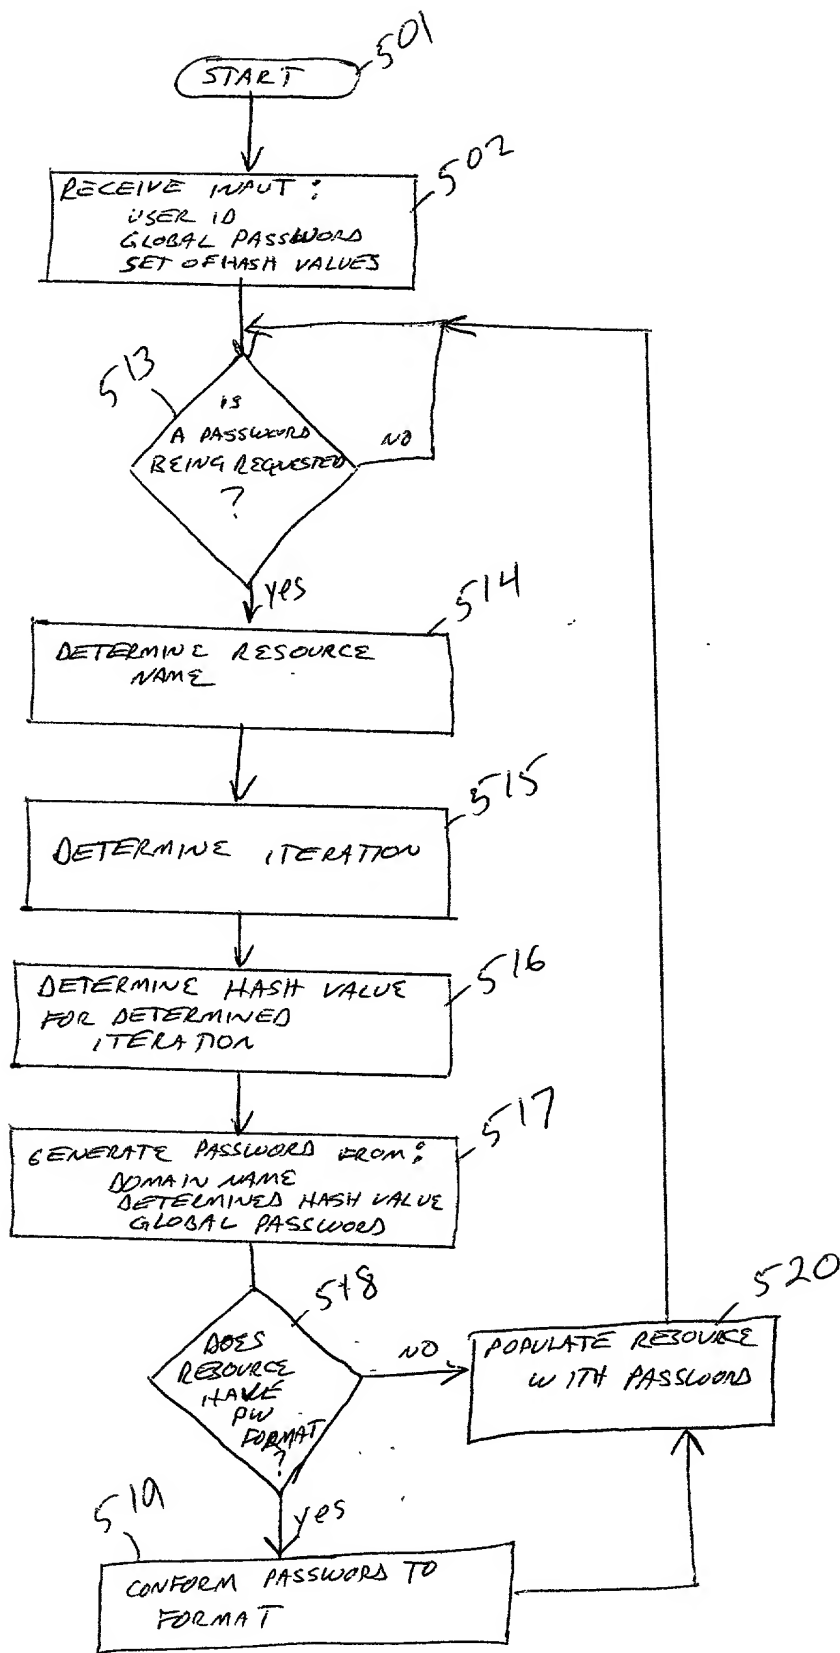 501
START
502
RECEIVE INPUT:
USER ID
GLOBAL PASSWORD
SET OF HASH VALUES
513
IS
A PASSWORD
BEING REQUESTED
?
NO
yes
514
DETERMINE RESOURCE
NAME
515
DETERMINE ITERATION
516
DETERMINE HASH VALUE
FOR DETERMINED
ITERATION
517
GENERATE PASSWORD FROM:
DOMAIN NAME
DETERMINED HASH VALUE
GLOBAL PASSWORD
518
DOES
RESOURCE
HAVE
PW
FORMAT
?
NO
520
POPULATE RESOURCE
WITH PASSWORD
yes
519
CONFORM PASSWORD TO
FORMAT